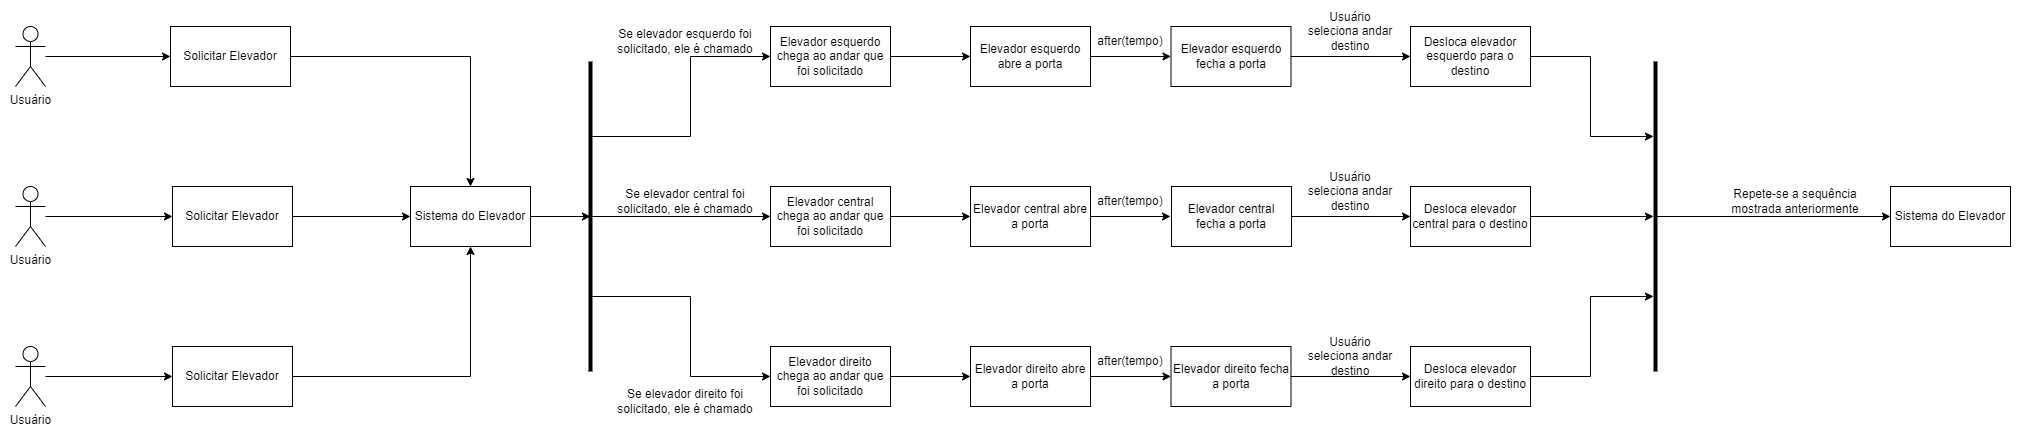 Usuário
Solicitar Elevador
Se elevador esquerdo foi
solicitado, ele é chamado
Elevador esquerdo
chega ao andar que
foi solicitado
Elevador esquerdo
abre a porta
after(tempo)
Elevador esquerdo
fecha a porta
Usuário
seleciona andar
destino
Desloca elevador
esquerdo para o
destino
Usuário
Solicitar Elevador
Sistema do Elevador
Se elevador central foi
solicitado, ele é chamado
Elevador central
chega ao andar que
foi solicitado
Elevador central abre
a porta
after(tempo)
Elevador central
fecha a porta
Usuário
seleciona andar
destino
Desloca elevador
central para o destino
Repete-se a sequência
mostrada anteriormente
Sistema do Elevador
Usuário
Solicitar Elevador
Se elevador direito foi
solicitado, ele é chamado
Elevador direito
chega ao andar que
foi solicitado
Elevador direito abre
a porta
after(tempo)
Elevador direito fecha
a porta
Usuário
seleciona andar
destino
Desloca elevador
direito para o destino